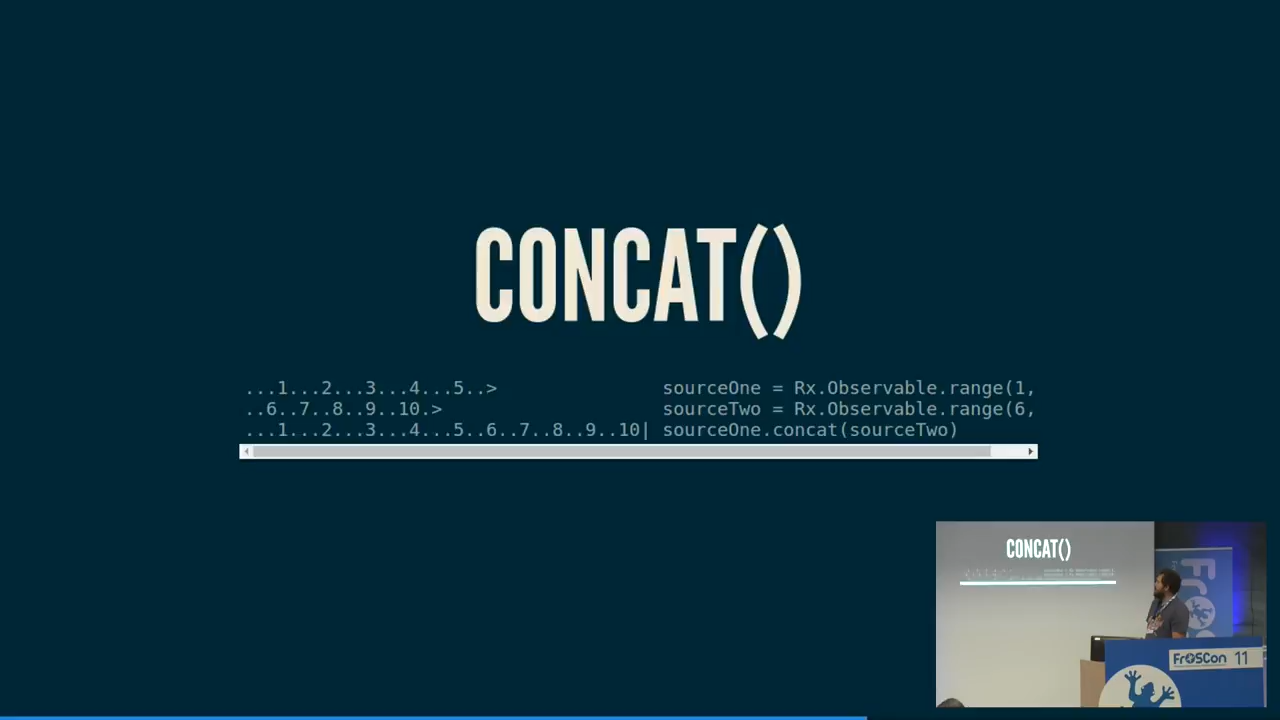 CONCAT()
...1...2...3...4...5..> sourceOne = Rx.Observable.range(1,
..6..7..8..9..10.> sourceTwo = Rx.Observable.range(6,
...1...2...3...4...5..6..7..8..9..10| sourceOne.concat(sourceTwo)
CONCAT()
FrOSCon 11